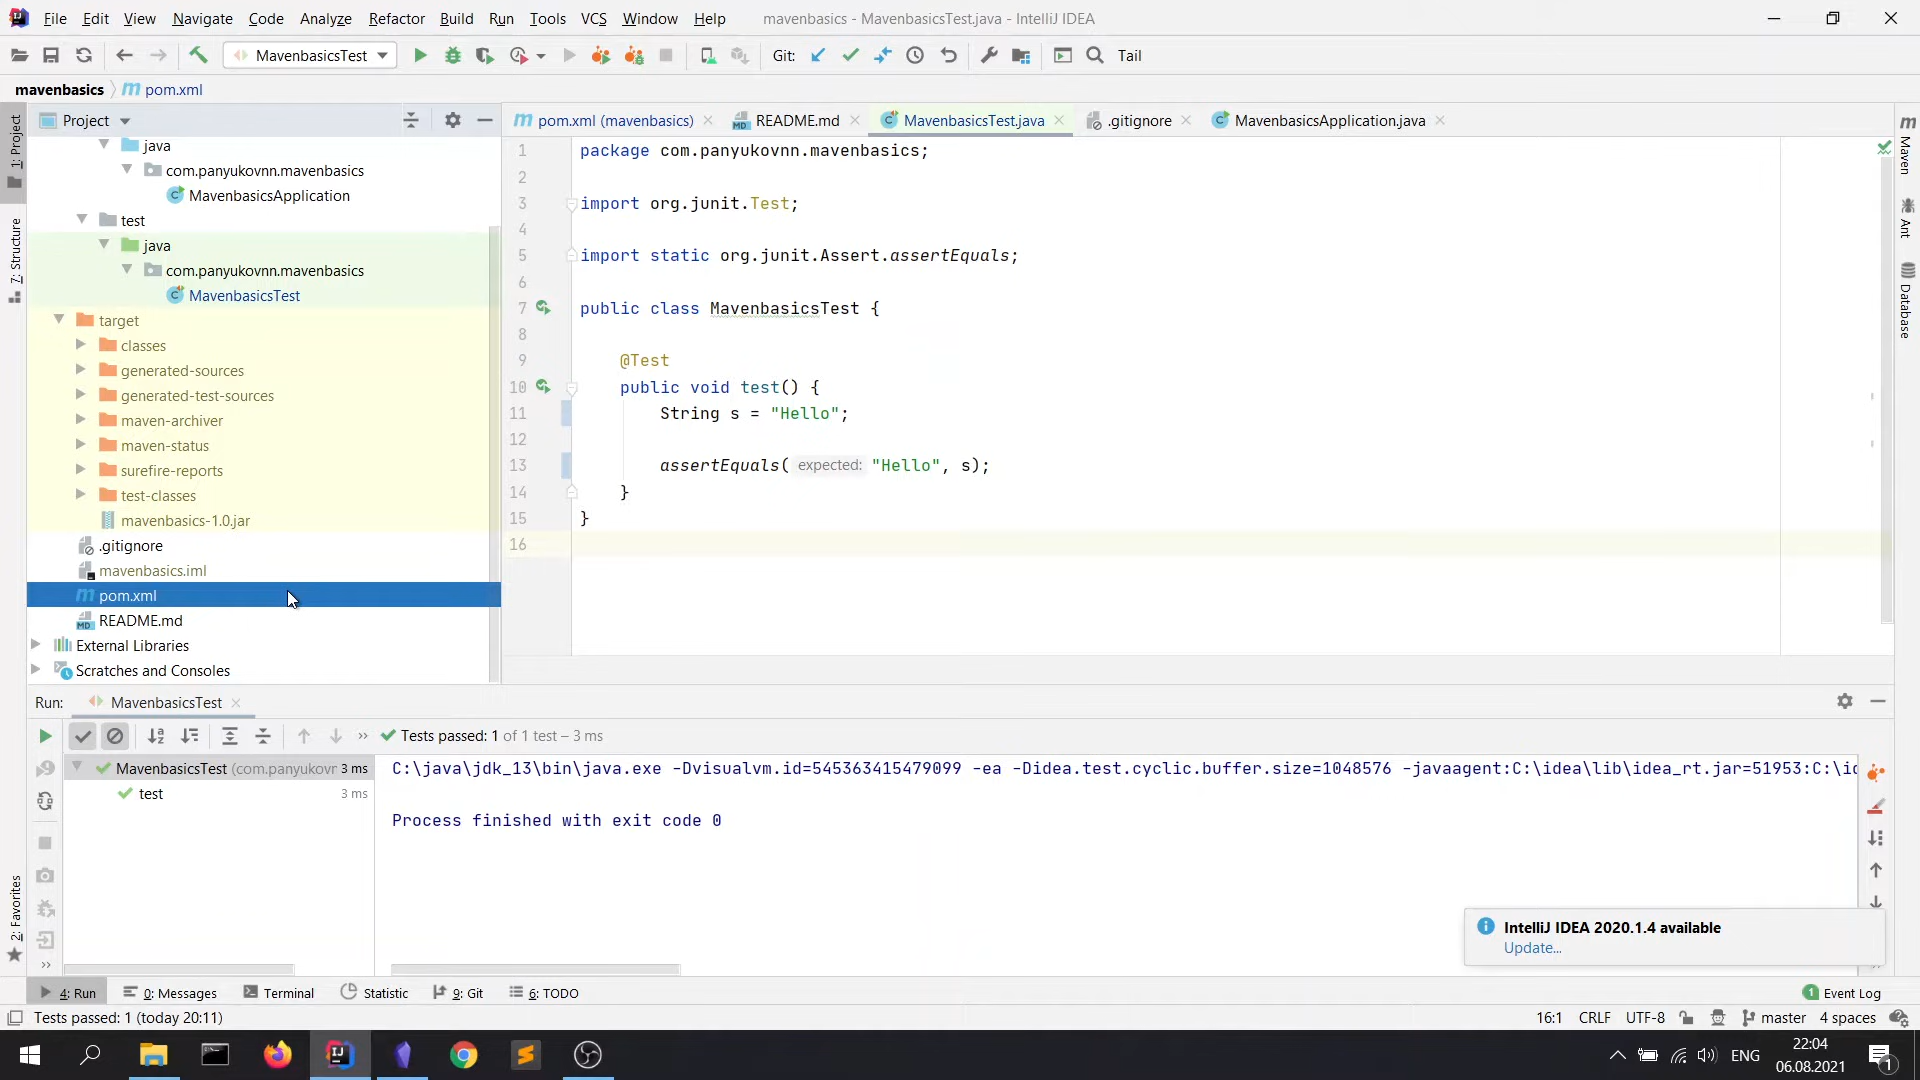 File Edit View Navigate Code Analyze Refactor Build Run Tools VCS Window Help mavenbasics - MavenbasicsTest.java - IntelliJ IDEA
MavenbasicsTest Git: Tail
mavenbasics pom.xml
Project
pom.xml (mavenbasics) README.md MavenbasicsTest.java .gitignore MavenbasicsApplication.java
1: Project
7: Structure
2: Favorites
java
com.panyukovnn.mavenbasics
MavenbasicsApplication
test
java
com.panyukovnn.mavenbasics
MavenbasicsTest
target
classes
generated-sources
generated-test-sources
maven-archiver
maven-status
surefire-reports
test-classes
mavenbasics-1.0.jar
.gitignore
mavenbasics.iml
pom.xml
README.md
External Libraries
Scratches and Consoles
1 package com.panyukovnn.mavenbasics;
2
3 import org.junit.Test;
4
5 import static org.junit.Assert.assertEquals;
6
7 public class MavenbasicsTest {
8
9 @Test
10 public void test() {
11 String s = "Hello";
12
13 assertEquals( expected: "Hello", s);
14 }
15 }
16
Maven
Ant
Database
Run: MavenbasicsTest
Tests passed: 1 of 1 test – 3 ms
MavenbasicsTest (com.panyukovr 3 ms
test 3 ms
C:\java\jdk_13\bin\java.exe -Dvisualvm.id=545363415479099 -ea -Didea.test.cyclic.buffer.size=1048576 -javaagent:C:\idea\lib\idea_rt.jar=51953:C:\id
Process finished with exit code 0
IntelliJ IDEA 2020.1.4 available
Update...
4: Run 0: Messages Terminal Statistic 9: Git 6: TODO 1 Event Log
Tests passed: 1 (today 20:11) 16:1 CRLF UTF-8 master 4 spaces
ENG 22:04
06.08.2021
1